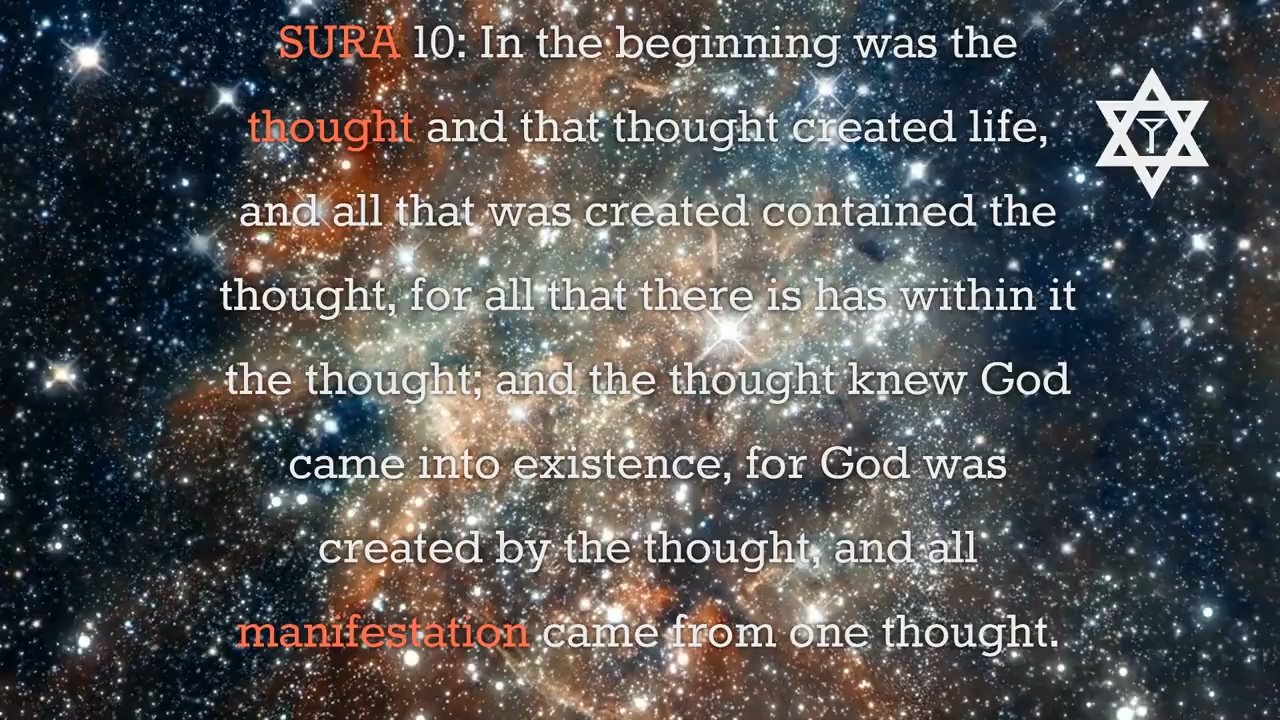 SURA 10: In the beginning was the
thought and that thought created life,
and all that was created contained the
thought, for all that there is has within it
the thought; and the thought knew God
came into existence, for God was
created by the thought, and all
manifestation came from one thought.